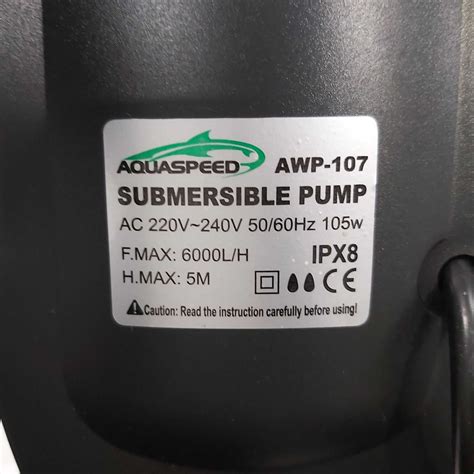 AQUASPEED AWP-107
SUBMERSIBLE PUMP
AC 220V~240V 50/60Hz 105w
F.MAX: 6000L/H IPX8
H.MAX: 5M
Caution: Read the instruction carefully before using!